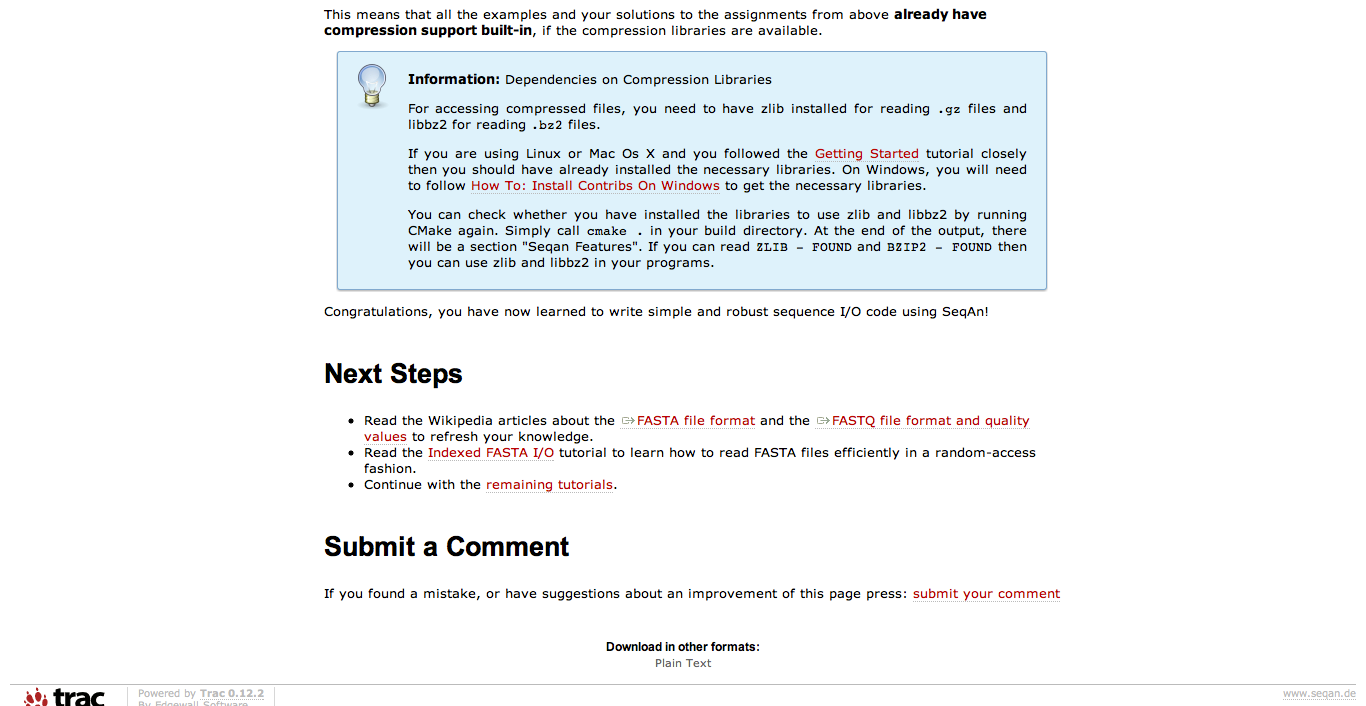 This means that all the examples and your solutions to the assignments from above already have
compression support built-in, if the compression libraries are available.
Information: Dependencies on Compression Libraries
For accessing compressed files, you need to have zlib installed for reading .gz files and
libbz2 for reading .bz2 files.
If you are using Linux or Mac Os X and you followed the Getting Started tutorial closely
then you should have already installed the necessary libraries. On Windows, you will need
to follow How To: Install Contribs On Windows to get the necessary libraries.
You can check whether you have installed the libraries to use zlib and libbz2 by running
CMake again. Simply call cmake . in your build directory. At the end of the output, there
will be a section "Seqan Features". If you can read ZLIB - FOUND and BZIP2 - FOUND then
you can use zlib and libbz2 in your programs.
Congratulations, you have now learned to write simple and robust sequence I/O code using SeqAn!
Next Steps
• Read the Wikipedia articles about the FASTA file format and the FASTQ file format and quality
values to refresh your knowledge.
• Read the Indexed FASTA I/O tutorial to learn how to read FASTA files efficiently in a random-access
fashion.
• Continue with the remaining tutorials.
Submit a Comment
If you found a mistake, or have suggestions about an improvement of this page press: submit your comment
Download in other formats:
Plain Text
trac
Powered by Trac 0.12.2
By Edgewall Software
www.seqan.de